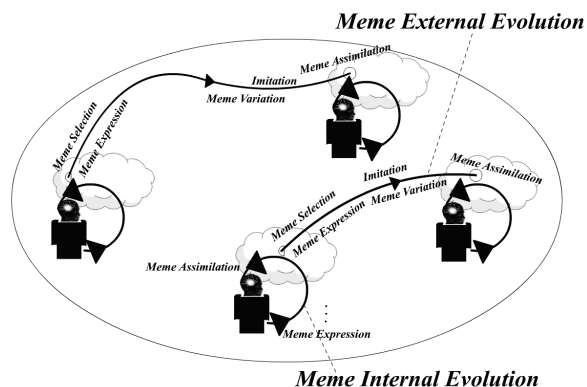 Meme External Evolution
Meme Assimilation
Imitation
Meme Variation
Meme Selection
Meme Expression
Meme Assimilation
Imitation
Meme Variation
Meme Selection
Meme Expression
Meme Assimilation
Meme Expression
Meme Internal Evolution